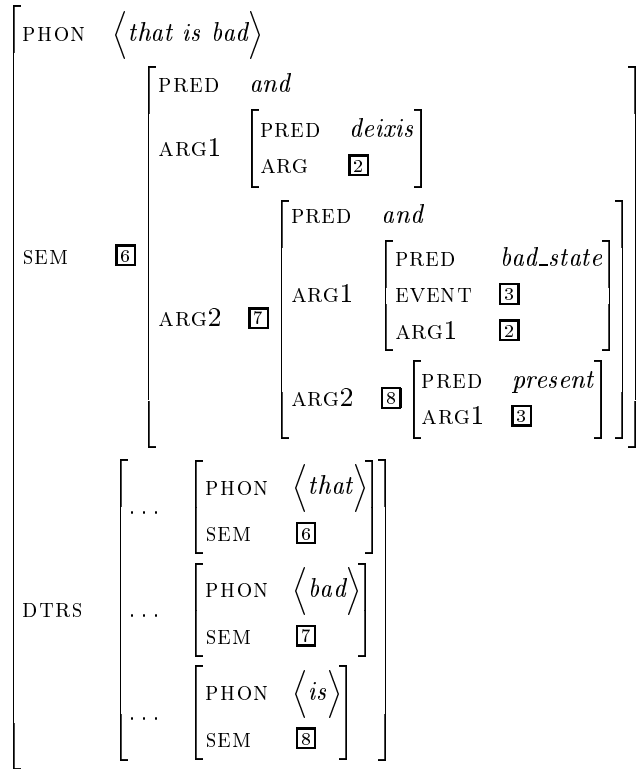 PHON ⟨that is bad⟩
PRED and
ARG1 PRED deixis
ARG 2
SEM 6
ARG2 7 PRED and
ARG1 PRED bad_state
EVENT 3
ARG1 2
ARG2 8 PRED present
ARG1 3
DTRS
... PHON ⟨that⟩
SEM 6
... PHON ⟨bad⟩
SEM 7
... PHON ⟨is⟩
SEM 8